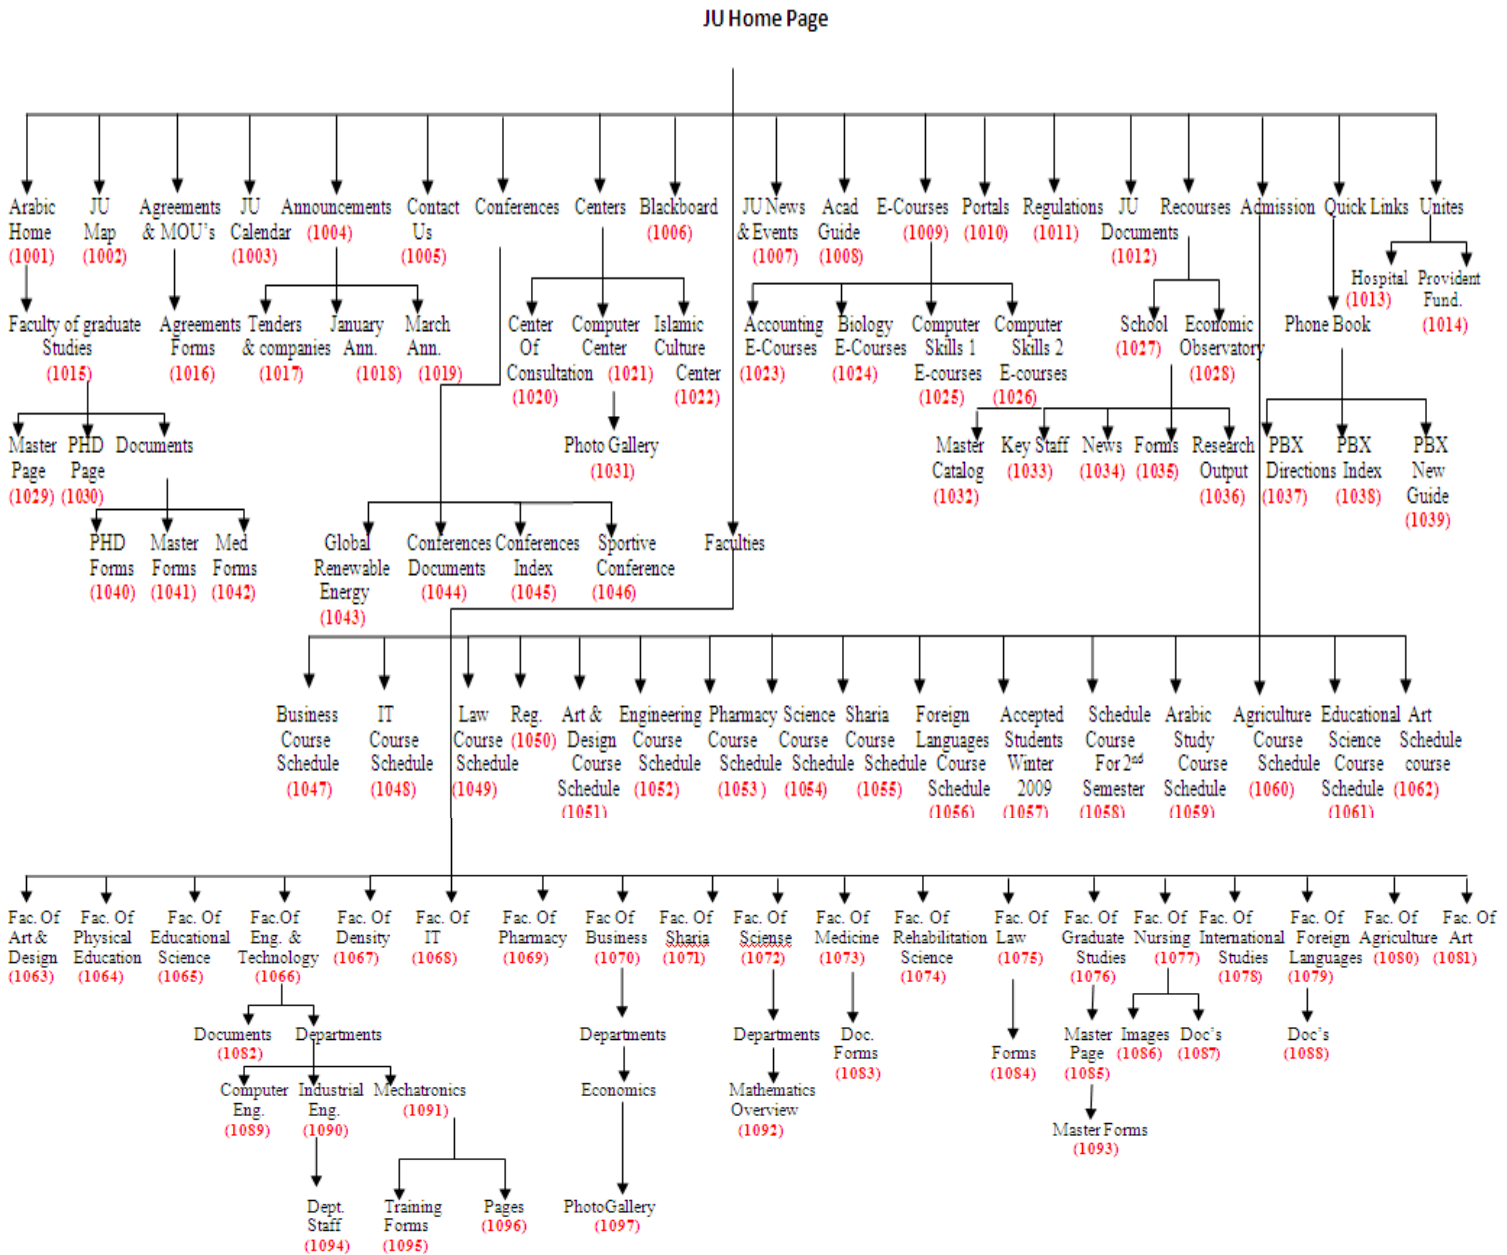 JU Home Page
Arabic
Home
(1001)
JU
Map
(1002)
Agreements
& MOU's
JU
Calendar
(1003)
Announcements
(1004)
Contact
Us
(1005)
Conferences
Centers
Blackboard
(1006)
JU News
& Events
(1007)
Acad
Guide
(1008)
E-Courses
(1009)
Portals
(1010)
Regulations
(1011)
JU
Documents
(1012)
Recourses
Admission
Quick Links
Unites
Hospital
(1013)
Provident
Fund.
(1014)
Faculty of graduate
Studies
(1015)
Agreements
Forms
(1016)
Tenders
& companies
(1017)
January
Ann.
(1018)
March
Ann.
(1019)
Center
Of
Consultation
(1020)
Computer
Center
(1021)
Islamic
Culture
Center
(1022)
Accounting
E-Courses
(1023)
Biology
E-Courses
(1024)
Computer
Skills 1
E-courses
(1025)
Computer
Skills 2
E-courses
(1026)
School
(1027)
Economic
Observatory
(1028)
Phone Book
Master
Page
(1029)
PHD
Page
(1030)
Documents
Photo Gallery
(1031)
Master
Catalog
(1032)
Key Staff
(1033)
News
(1034)
Forms
(1035)
Research
Output
(1036)
PBX
Directions
(1037)
PBX
Index
(1038)
PBX
New
Guide
(1039)
PHD
Forms
(1040)
Master
Forms
(1041)
Med
Forms
(1042)
Global
Renewable
Energy
(1043)
Conferences
Documents
(1044)
Conferences
Index
(1045)
Sportive
Conference
(1046)
Faculties
Business
Course
Schedule
(1047)
IT
Course
Schedule
(1048)
Law
Course
Schedule
(1049)
Reg.
(1050)
Art &
Design
Course
Schedule
(1051)
Engineering
Course
Schedule
(1052)
Pharmacy
Course
Schedule
(1053)
Science
Course
Schedule
(1054)
Sharia
Course
Schedule
(1055)
Foreign
Languages
Course
Schedule
(1056)
Accepted
Students
Winter
2009
(1057)
Schedule
Course
For 2nd
Semester
(1058)
Arabic
Study
Course
Schedule
(1059)
Agriculture
Course
Schedule
(1060)
Educational
Science
Course
Schedule
(1061)
Art
Schedule
course
(1062)
Fac. Of
Art &
Design
(1063)
Fac. Of
Physical
Education
(1064)
Fac. Of
Educational
Science
(1065)
Fac.Of
Eng. &
Technology
(1066)
Fac. Of
Density
(1067)
Fac. Of
IT
(1068)
Fac. Of
Pharmacy
(1069)
Fac Of
Business
(1070)
Fac. Of
Sharia
(1071)
Fac. Of
Sciense
(1072)
Fac. Of
Medicine
(1073)
Fac. Of
Rehabilitation
Science
(1074)
Fac. Of
Law
(1075)
Fac. Of
Graduate
Studies
(1076)
Fac. Of
Nursing
(1077)
Fac. Of
International
Studies
(1078)
Fac. Of
Foreign
Languages
(1079)
Fac. Of
Agriculture
(1080)
Fac. Of
Art
(1081)
Documents
(1082)
Departments
Departments
Departments
Doc.
Forms
(1083)
Forms
(1084)
Master
Page
(1085)
Images
(1086)
Doc's
(1087)
Doc's
(1088)
Computer
Eng.
(1089)
Industrial
Eng.
(1090)
Mechatronics
(1091)
Economics
Mathematics
Overview
(1092)
Master Forms
(1093)
Dept.
Staff
(1094)
Training
Forms
(1095)
Pages
(1096)
PhotoGallery
(1097)